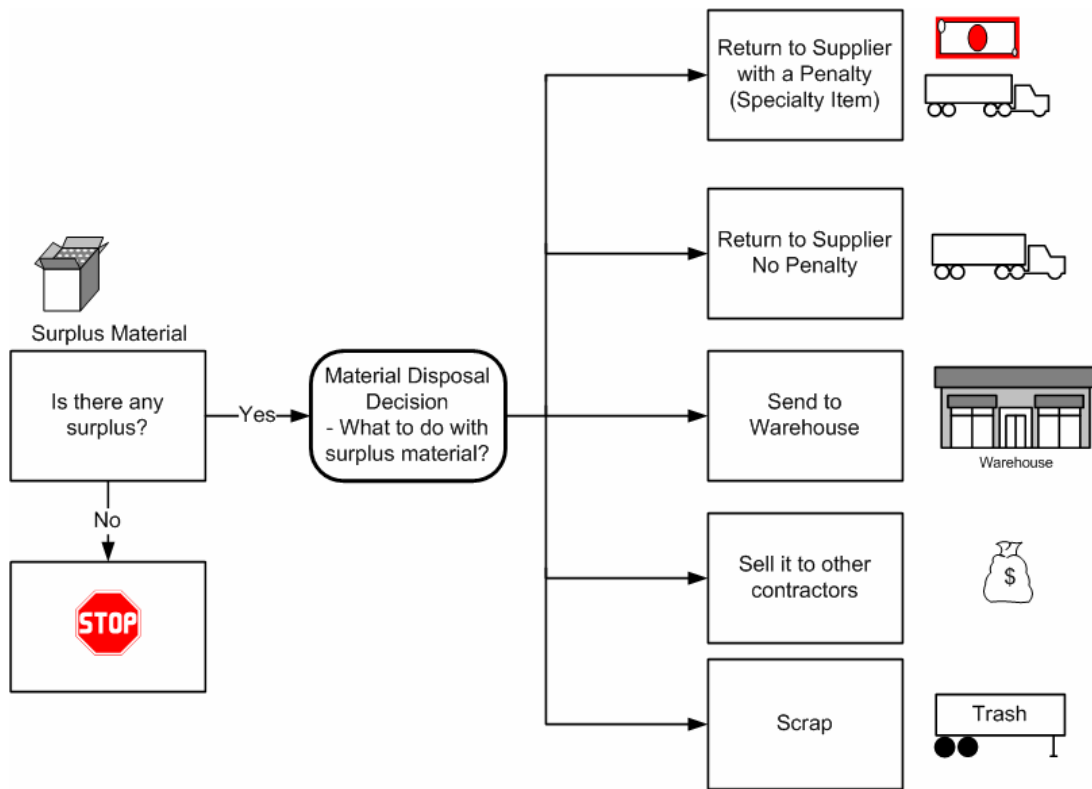 Surplus Material
Is there any
surplus?
Yes
No
STOP
Material Disposal
Decision
- What to do with
surplus material?
Return to Supplier
with a Penalty
(Specialty Item)
Return to Supplier
No Penalty
Send to
Warehouse
Warehouse
Sell it to other
contractors
$
Scrap
Trash